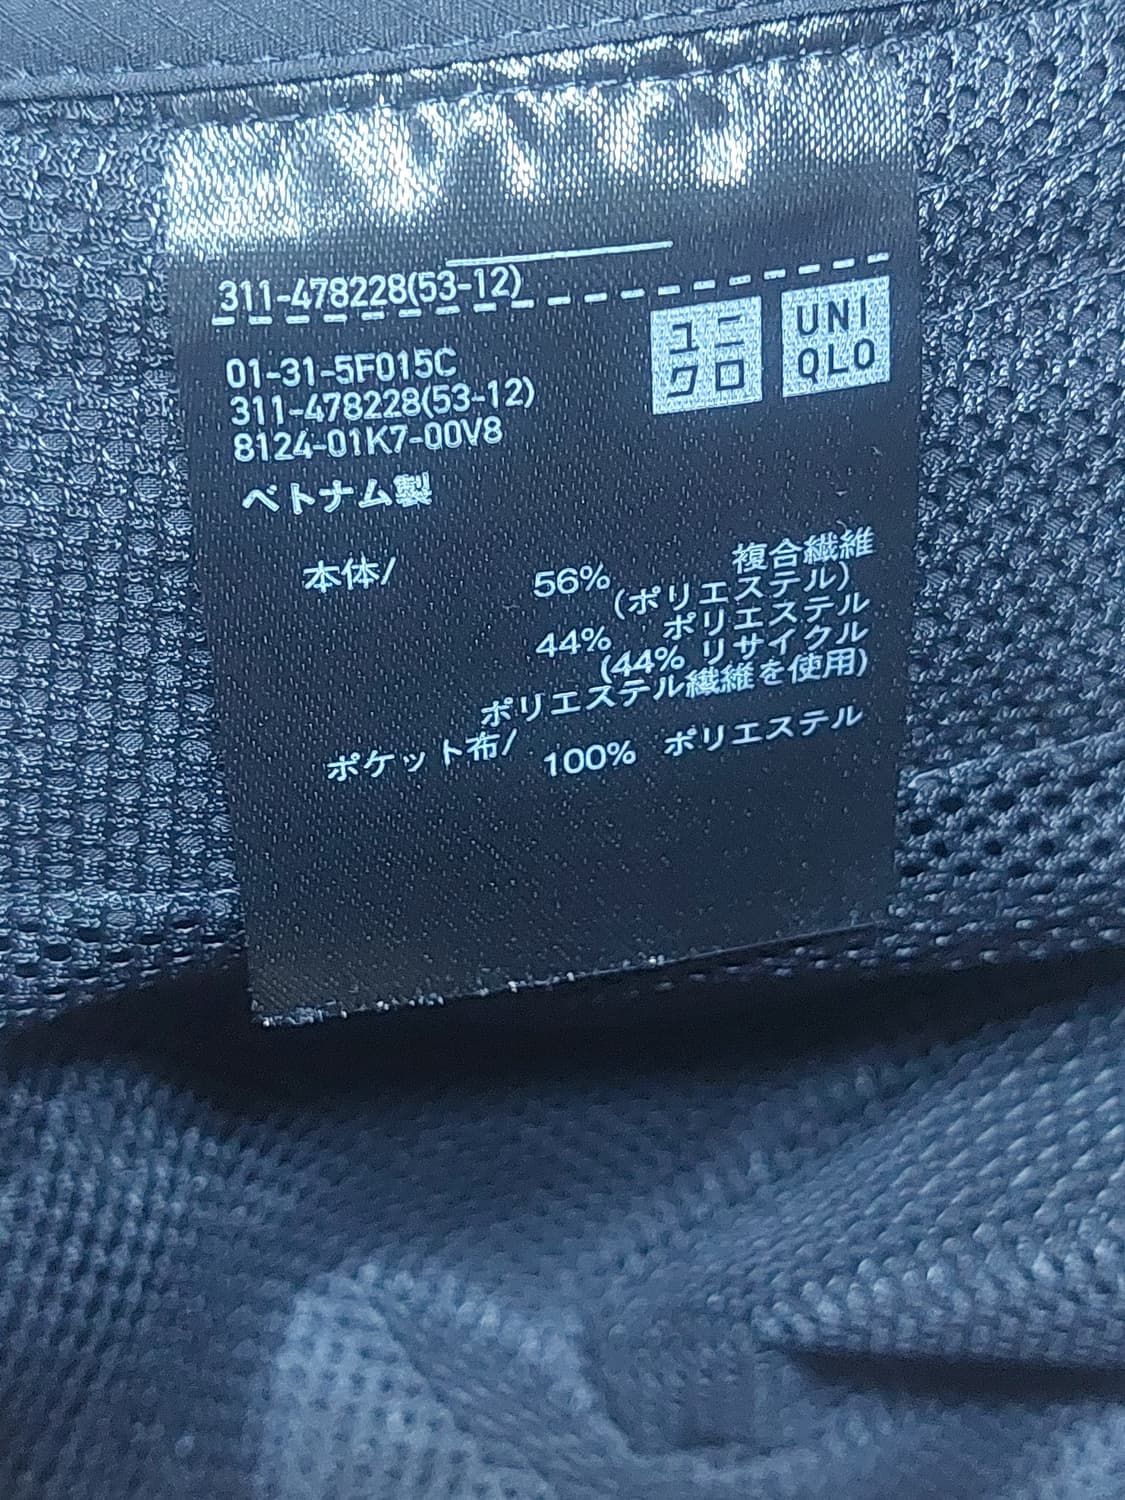 311-478228(53-12)
ユニ
クロ
UNI
QLO
01-31-5F015C
311-478228(53-12)
8124-01K7-00V8
ベトナム製
本体/ 56% 複合繊維
(ポリエステル)
44% ポリエステル
(44% リサイクル
ポリエステル繊維を使用)
ポケット布/ 100% ポリエステル